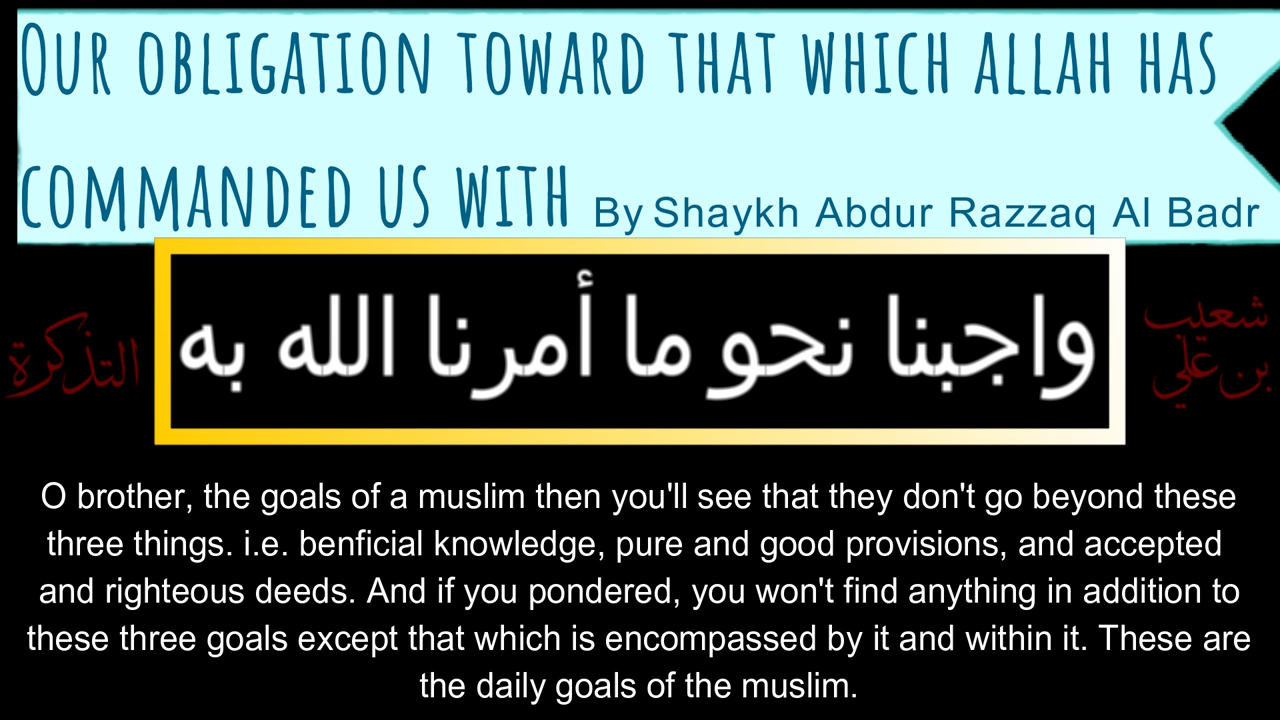 Our obligation toward that which Allah has
commanded us with By Shaykh Abdur Razzaq Al Badr
واجبنا نحو ما أمرنا الله به
شعيب
بن علي
التذكرة
O brother, the goals of a muslim then you'll see that they don't go beyond these
three things. i.e. benficial knowledge, pure and good provisions, and accepted
and righteous deeds. And if you pondered, you won't find anything in addition to
these three goals except that which is encompassed by it and within it. These are
the daily goals of the muslim.